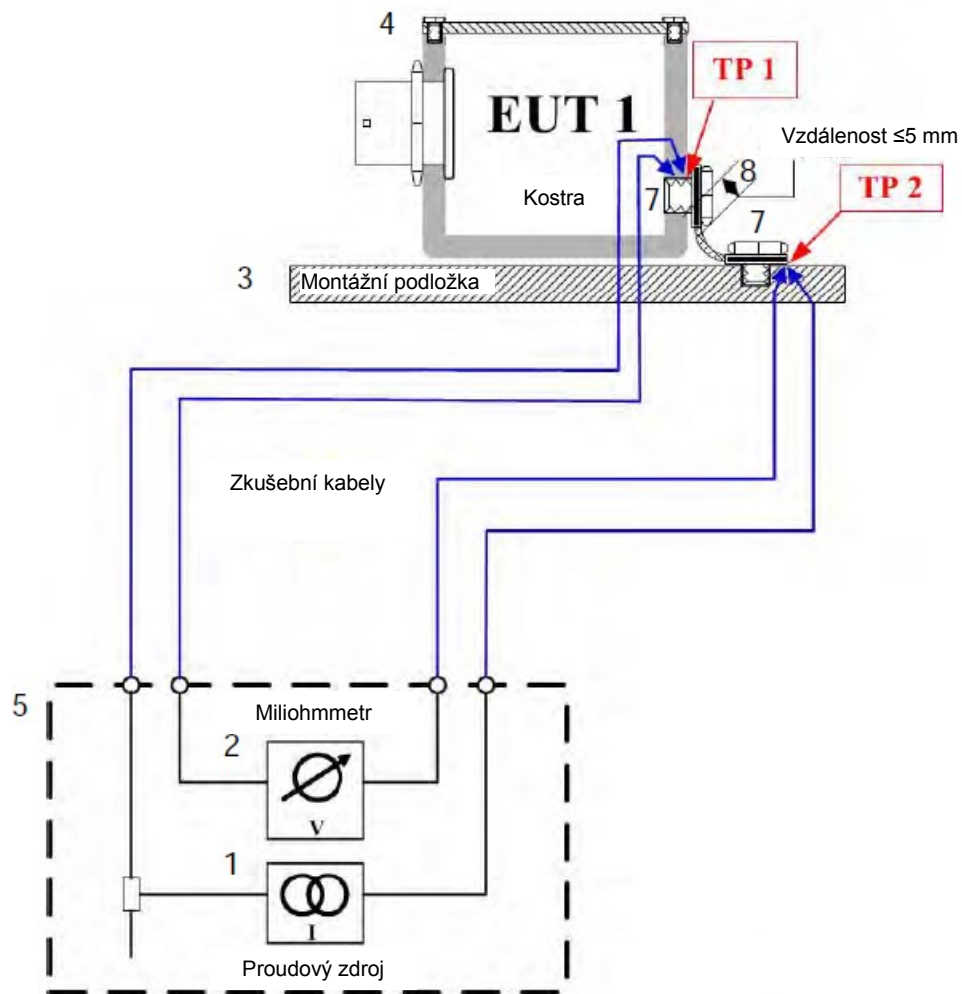 4
TP 1
EUT 1
Vzdálenost ≤5 mm
8
TP 2
Kostra
7
7
3
Montážní podložka
Zkušební kabely
5
Miliohmmetr
2
V
1
I
Proudový zdroj